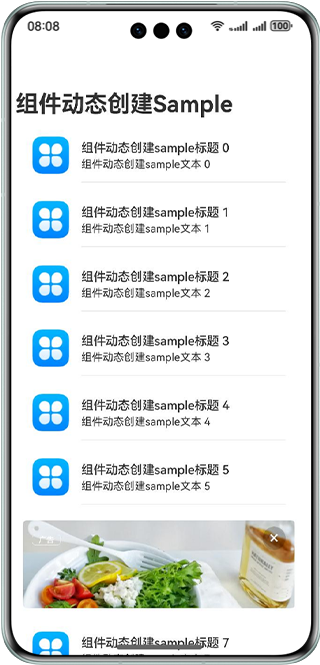 08:08
100
组件动态创建Sample
组件动态创建sample标题 0
组件动态创建sample文本 0
组件动态创建sample标题 1
组件动态创建sample文本 1
组件动态创建sample标题 2
组件动态创建sample文本 2
组件动态创建sample标题 3
组件动态创建sample文本 3
组件动态创建sample标题 4
组件动态创建sample文本 4
组件动态创建sample标题 5
组件动态创建sample文本 5
广告
组件动态创建sample标题 7